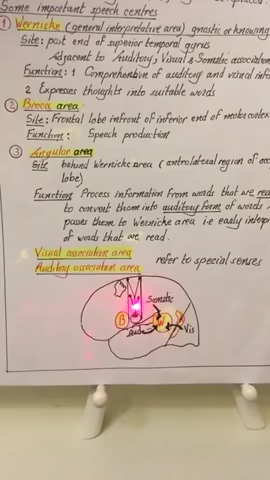 Some important speech centres
① Wernicke (general interpretative area) gnostic or knowing
Site: post end of superior temporal gyrus
Adjacent to Auditory, Visual & Somatic association
Function: 1 Comprehension of auditory and visual infor
2 Expresses thoughts into suitable words
② Broca area:
Site: Frontal lobe infront of inferior end of motor cortex
Function: Speech production
③ Angular area
Site behind Wernicke area (antrolateral region of occ
lobe)
Function: Process information from words that we read
to convert them into auditory form of words &
passes them to Wernicke area i.e early interp
of words that we read.
Visual association area
Auditory association area
refer to special senses
Somatic
B
W
Vis